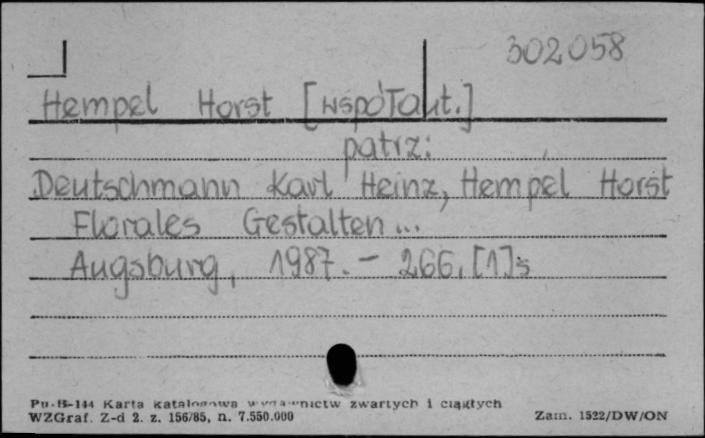 302058
Hempel Horst [współaut.]
patrz:
Deutschmann Karl Heinz, Hempel Horst
Florales Gestalten...
Augsburg, 1987. - 266, [1]s
Pu-B-144 Karta katalogowa wydawnictw zwartych i ciągłych
WZGraf. Z-d 2. z. 156/85, n. 7.550.000
Zam. 1522/DW/ON